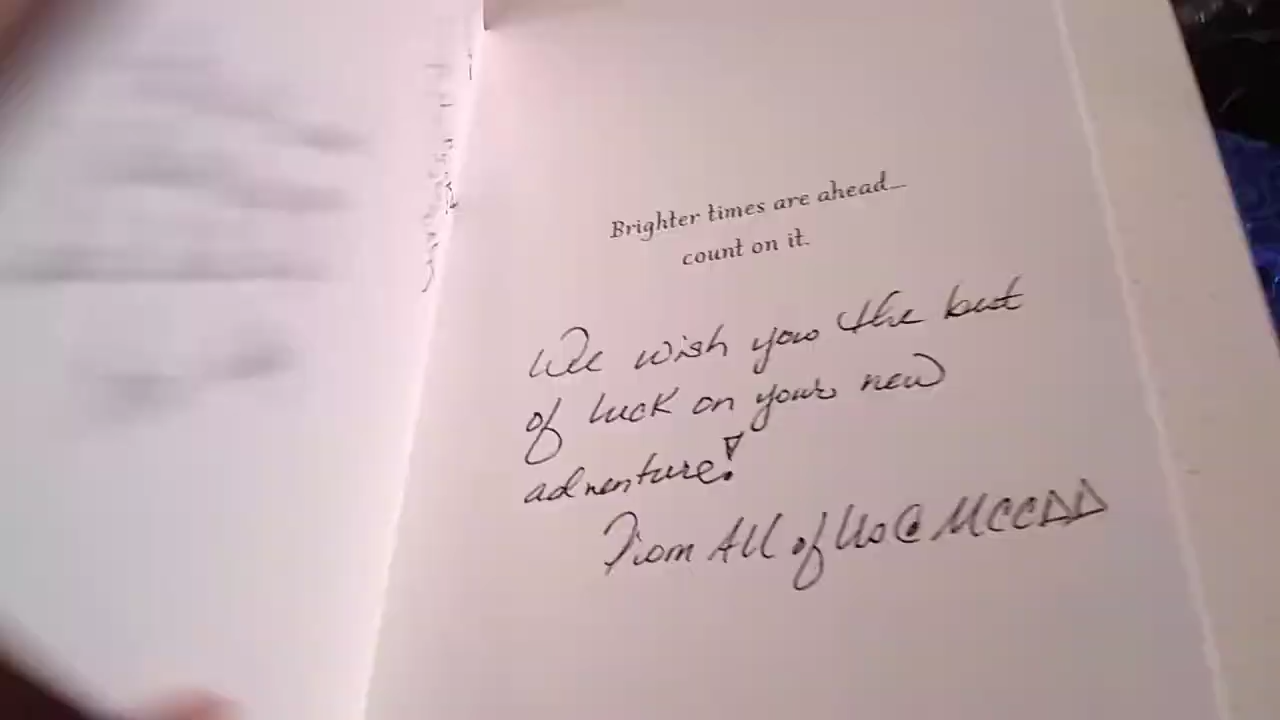 Brighter times are ahead—
count on it.
We wish you the best
of luck on your new
adventure!
From All of Us @ MCCDD